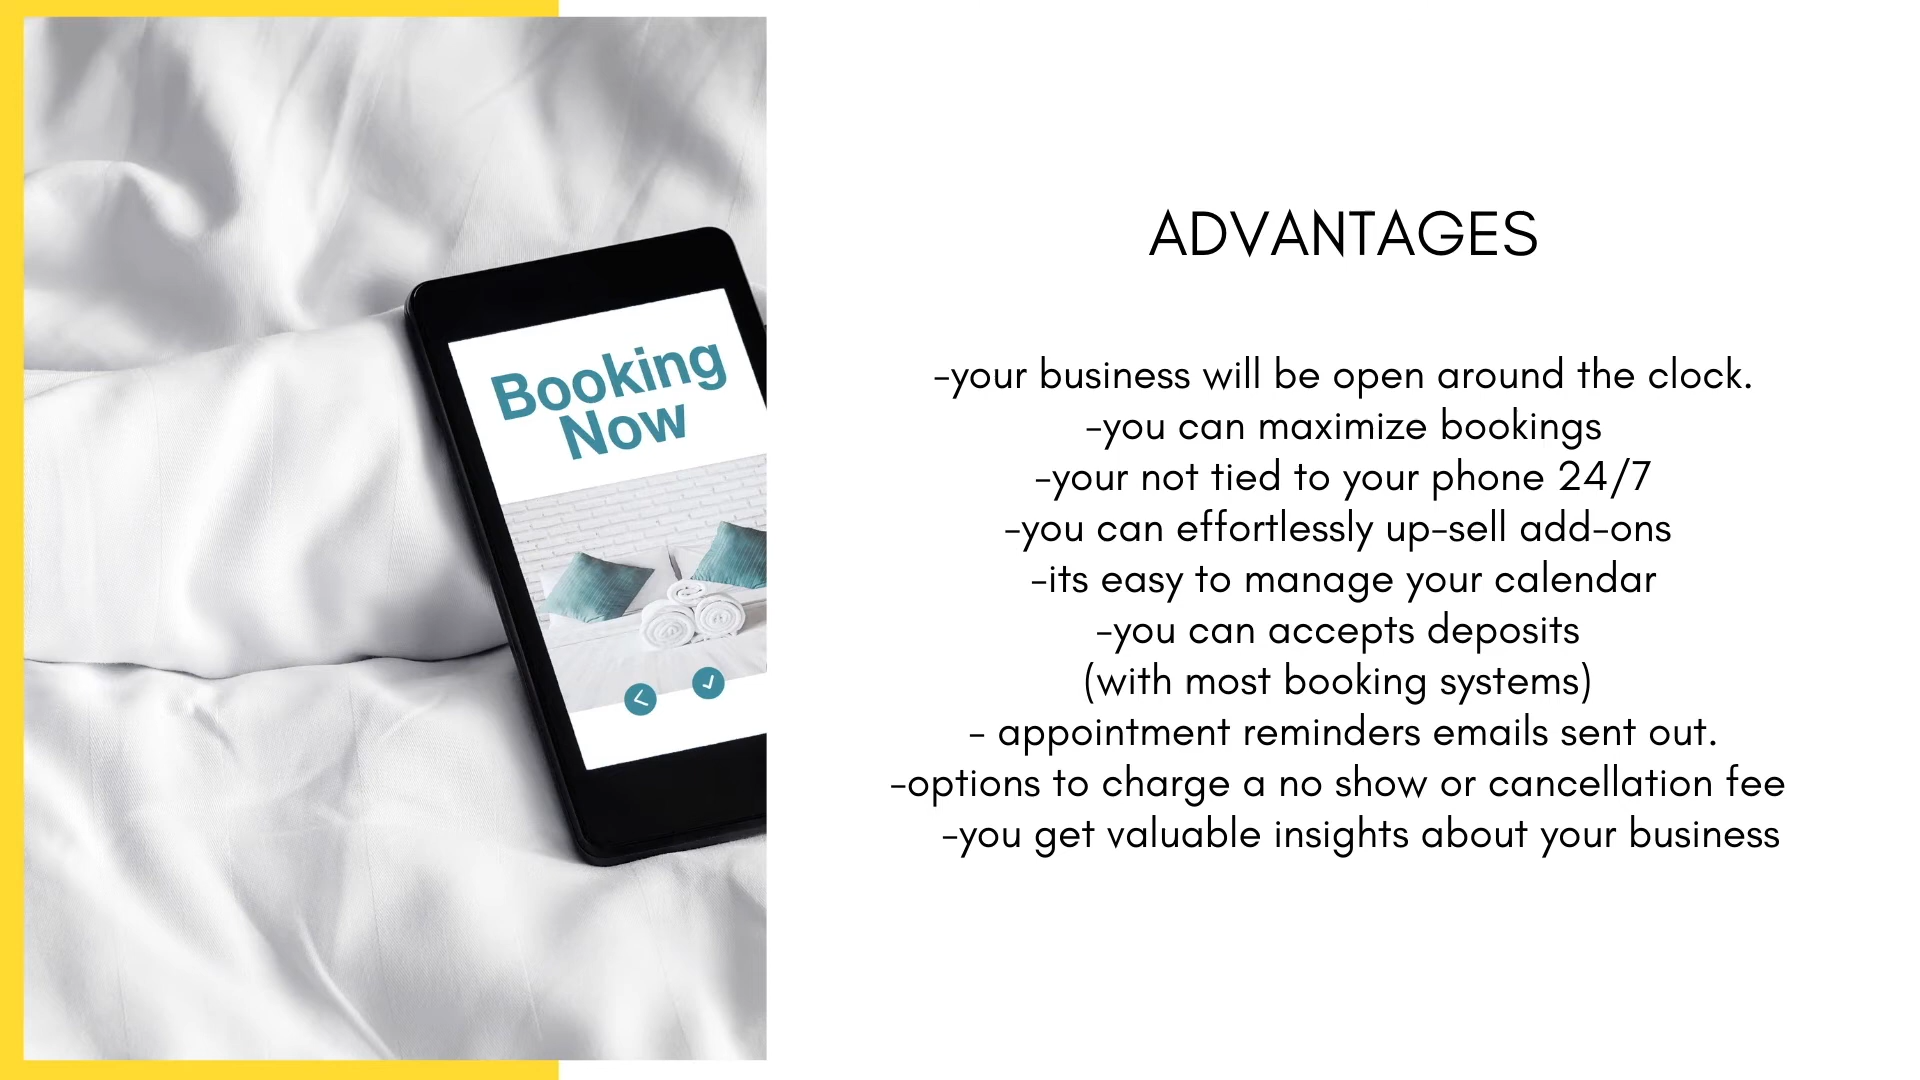 Booking
Now
ADVANTAGES
-your business will be open around the clock.
-you can maximize bookings
-your not tied to your phone 24/7
-you can effortlessly up-sell add-ons
-its easy to manage your calendar
-you can accepts deposits
(with most booking systems)
- appointment reminders emails sent out.
-options to charge a no show or cancellation fee
-you get valuable insights about your business